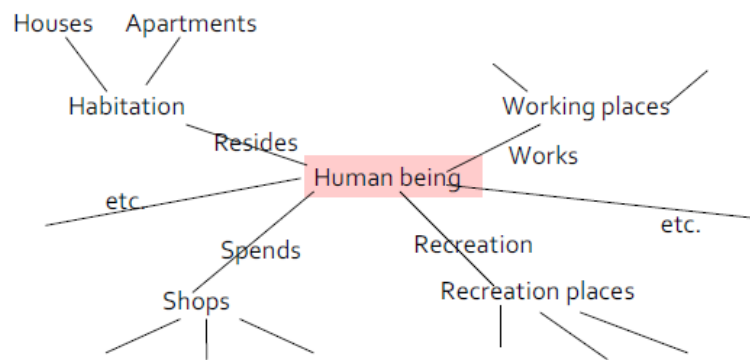 Houses Apartments
Habitation
Working places
Resides
Works
Human being
etc.
etc.
Spends
Recreation
Shops
Recreation places